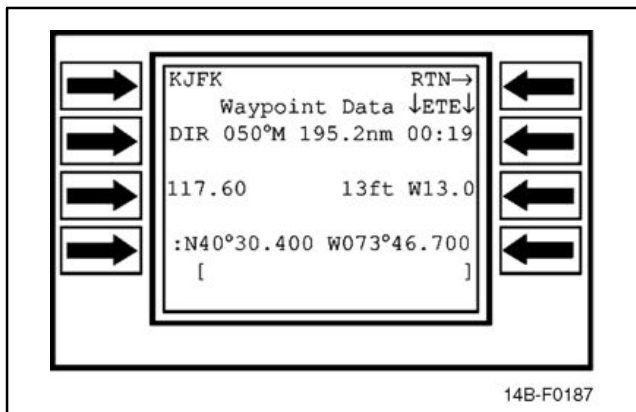 KJFK RTN→
Waypoint Data ↓ETE↓
DIR 050°M 195.2nm 00:19
117.60 13ft W13.0
:N40°30.400 W073°46.700
[ ]
14B-F0187